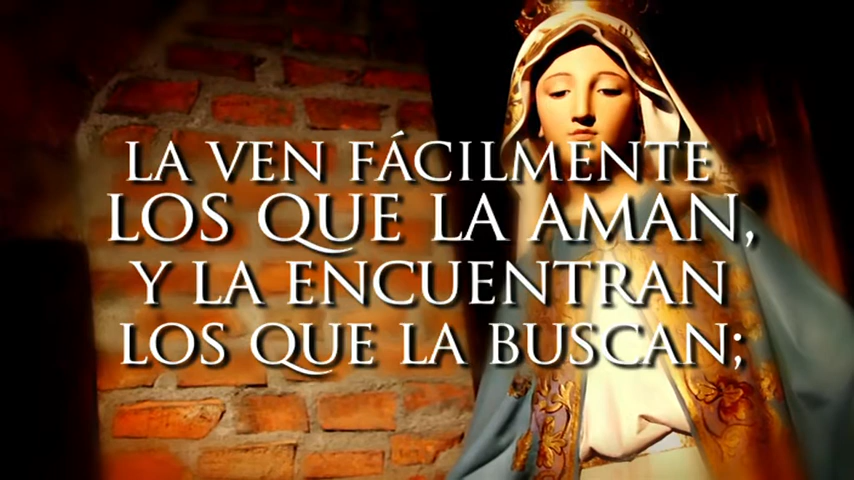 LA VEN FÁCILMENTE
LOS QUE LA AMAN,
Y LA ENCUENTRAN
LOS QUE LA BUSCAN;